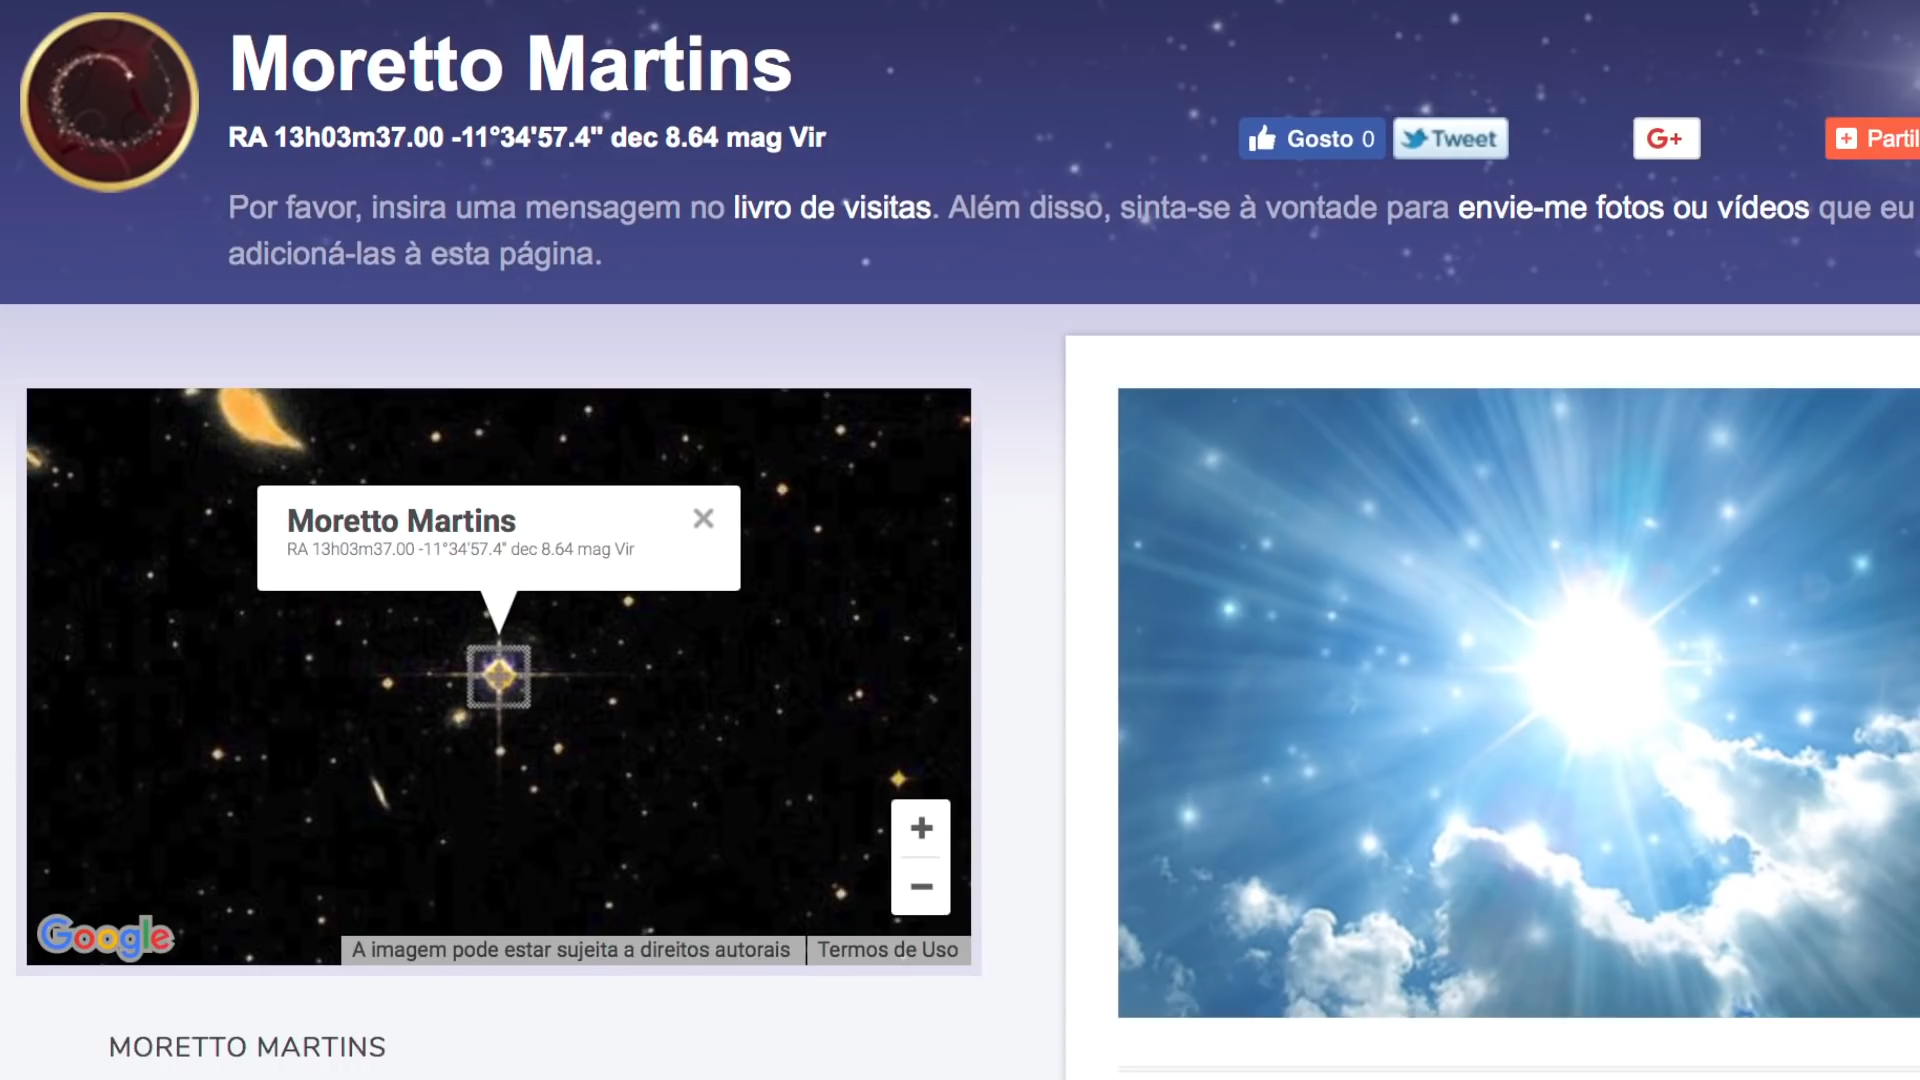 Moretto Martins
RA 13h03m37.00 -11°34'57.4" dec 8.64 mag Vir
Gosto 0
Tweet
G+
Por favor, insira uma mensagem no livro de visitas. Além disso, sinta-se à vontade para envie-me fotos ou vídeos que eu
adicioná-las à esta página.
Moretto Martins
RA 13h03m37.00 -11°34'57.4" dec 8.64 mag Vir
Google
A imagem pode estar sujeita a direitos autorais
Termos de Uso
MORETTO MARTINS